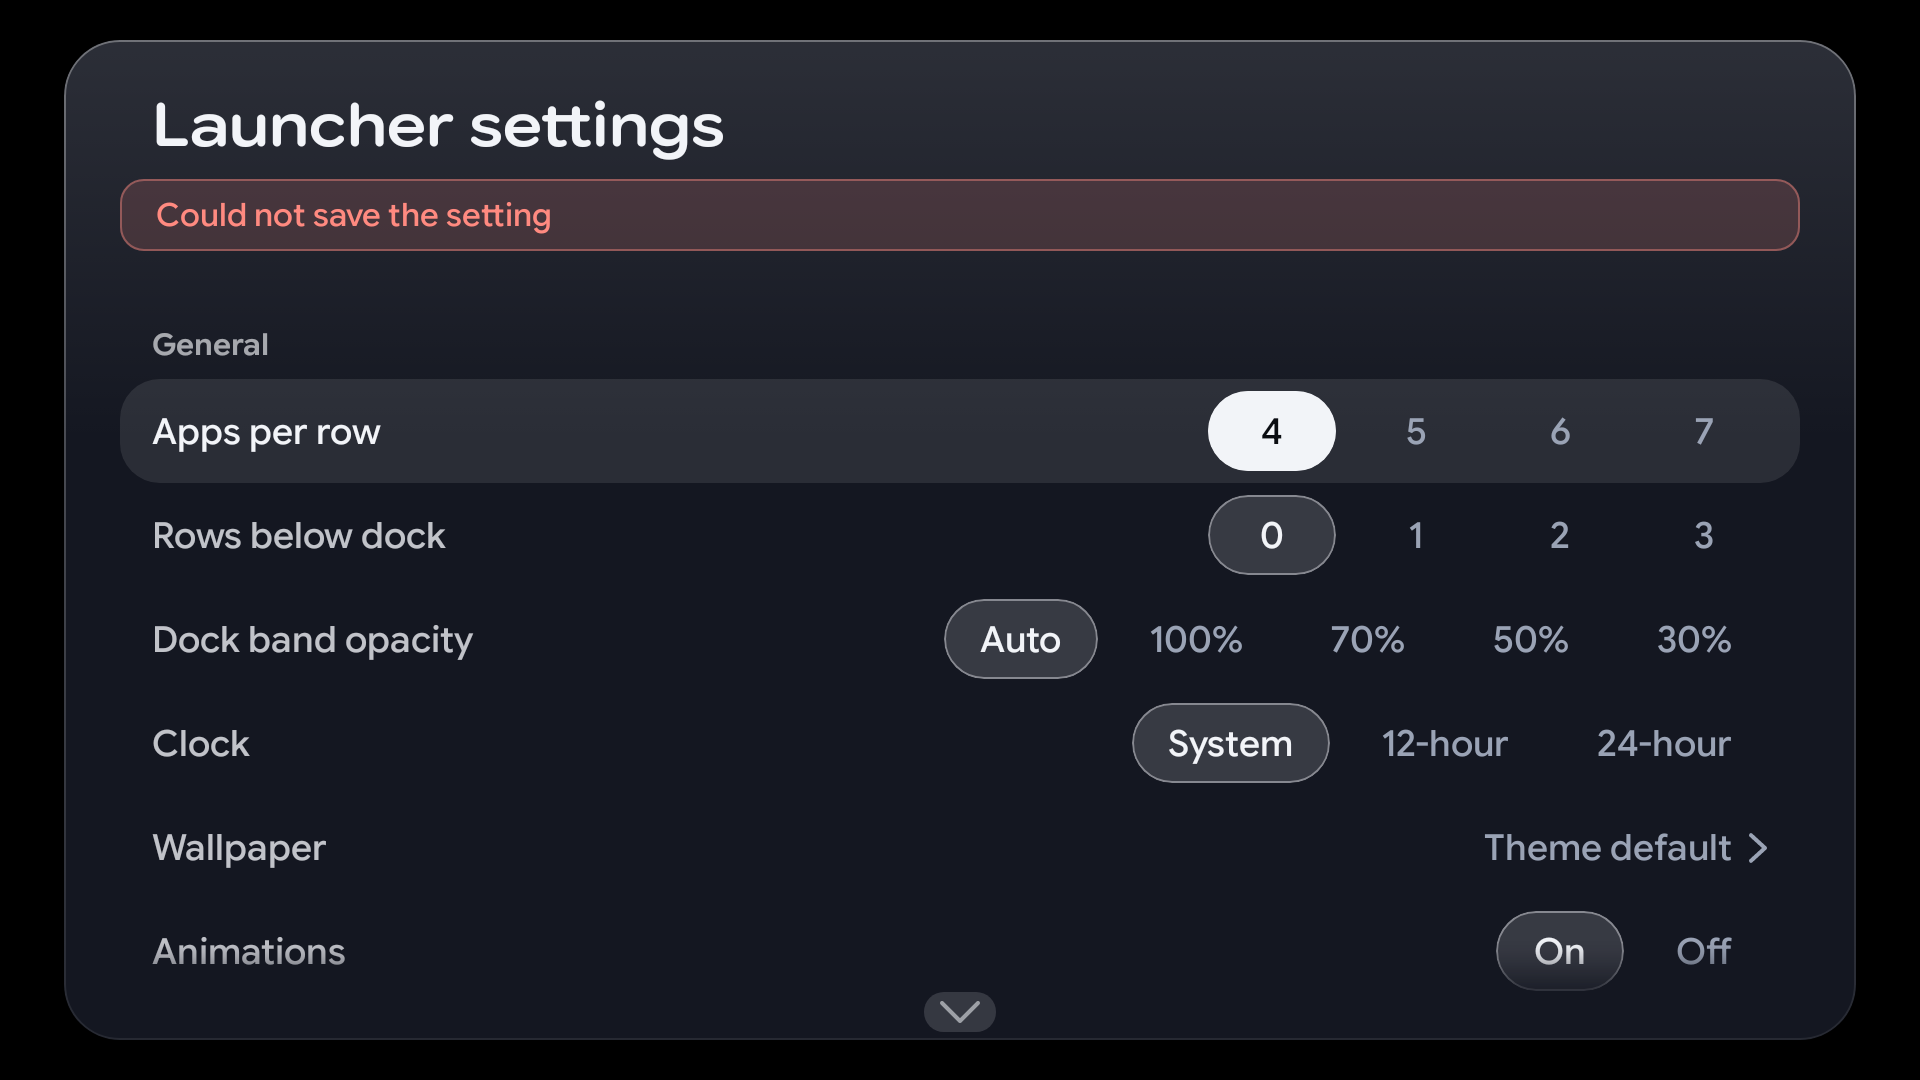 Launcher settings
Could not save the setting
General
Apps per row 4 5 6 7
Rows below dock 0 1 2 3
Dock band opacity Auto 100% 70% 50% 30%
Clock System 12-hour 24-hour
Wallpaper Theme default
Animations On Off